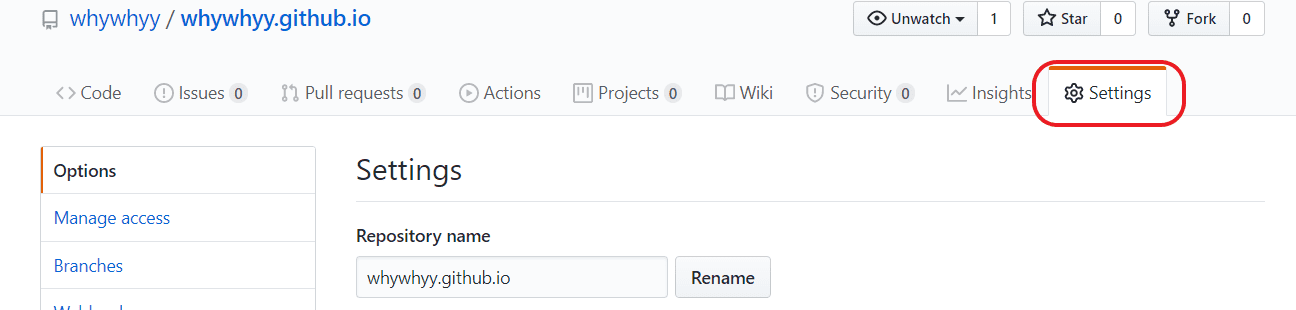 whywhyy / whywhyy.github.io
Unwatch 1 Star 0 Fork 0
Code Issues 0 Pull requests 0 Actions Projects 0 Wiki Security 0 Insights Settings
Options
Manage access
Branches
Settings
Repository name
whywhyy.github.io Rename